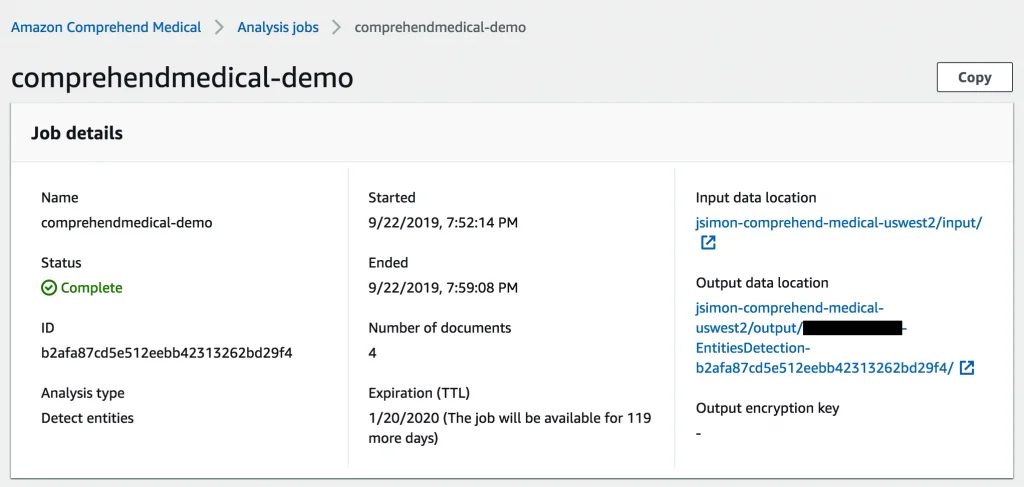 Amazon Comprehend Medical > Analysis jobs > comprehendmedical-demo
comprehendmedical-demo
Copy
Job details
Name
comprehendmedical-demo
Status
Complete
ID
b2afa87cd5e512eebb42313262bd29f4
Analysis type
Detect entities
Started
9/22/2019, 7:52:14 PM
Ended
9/22/2019, 7:59:08 PM
Number of documents
4
Expiration (TTL)
1/20/2020 (The job will be available for 119
more days)
Input data location
jsimon-comprehend-medical-uswest2/input/
Output data location
jsimon-comprehend-medical-
uswest2/output/ -
EntitiesDetection-
b2afa87cd5e512eebb42313262bd29f4/
Output encryption key
-